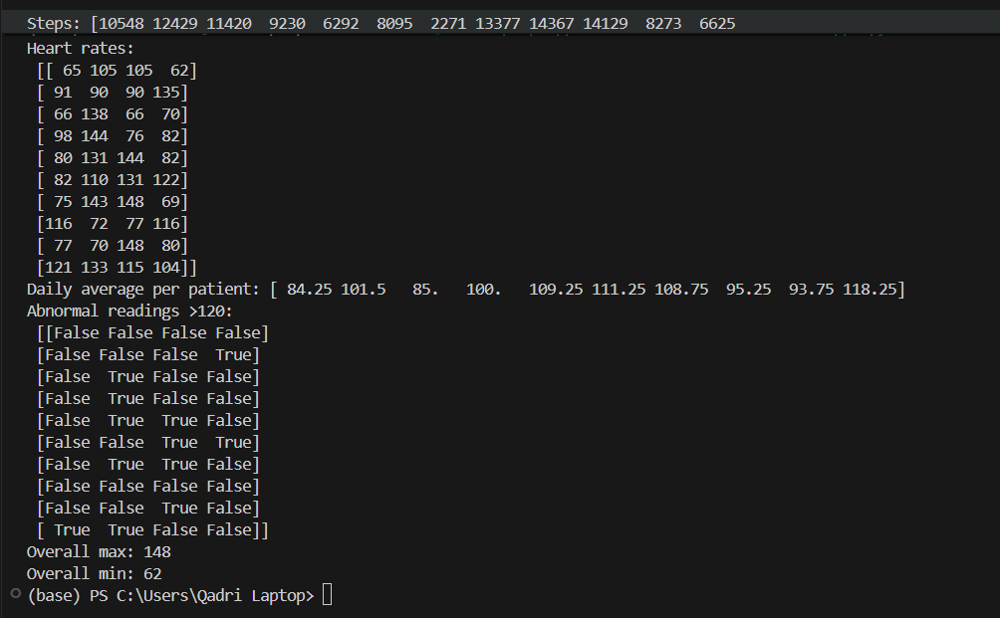 Steps: [10548 12429 11420  9230  6292  8095  2271 13377 14367 14129  8273  6625
Heart rates:
 [[ 65 105 105  62]
 [ 91  90  90 135]
 [ 66 138  66  70]
 [ 98 144  76  82]
 [ 80 131 144  82]
 [ 82 110 131 122]
 [ 75 143 148  69]
 [116  72  77 116]
 [ 77  70 148  80]
 [121 133 115 104]]
Daily average per patient: [ 84.25 101.5   85.   100.   109.25 111.25 108.75  95.25  93.75 118.25]
Abnormal readings >120:
 [[False False False False]
 [False False False  True]
 [False  True False False]
 [False  True False False]
 [False  True  True False]
 [False False  True  True]
 [False  True  True False]
 [False False False False]
 [False False  True False]
 [ True  True False False]]
Overall max: 148
Overall min: 62
(base) PS C:\Users\Qadri Laptop>